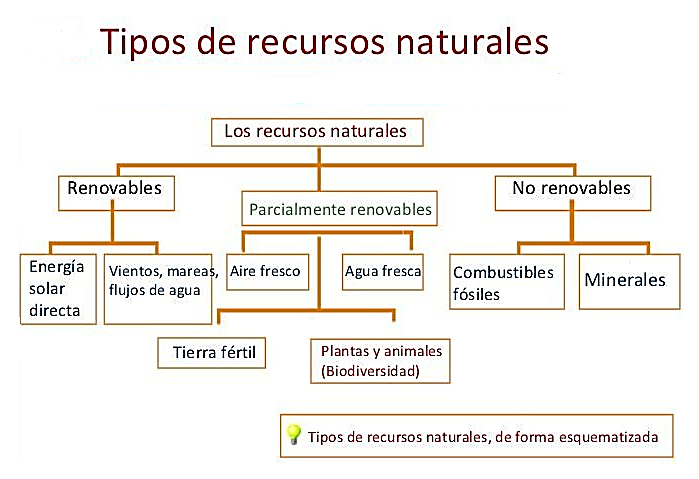 Tipos de recursos naturales
Los recursos naturales
Renovables
Parcialmente renovables
No renovables
Energía
solar
directa
Vientos, mareas,
flujos de agua
Aire fresco
Agua fresca
Combustibles
fósiles
Minerales
Tierra fértil
Plantas y animales
(Biodiversidad)
Tipos de recursos naturales, de forma esquematizada